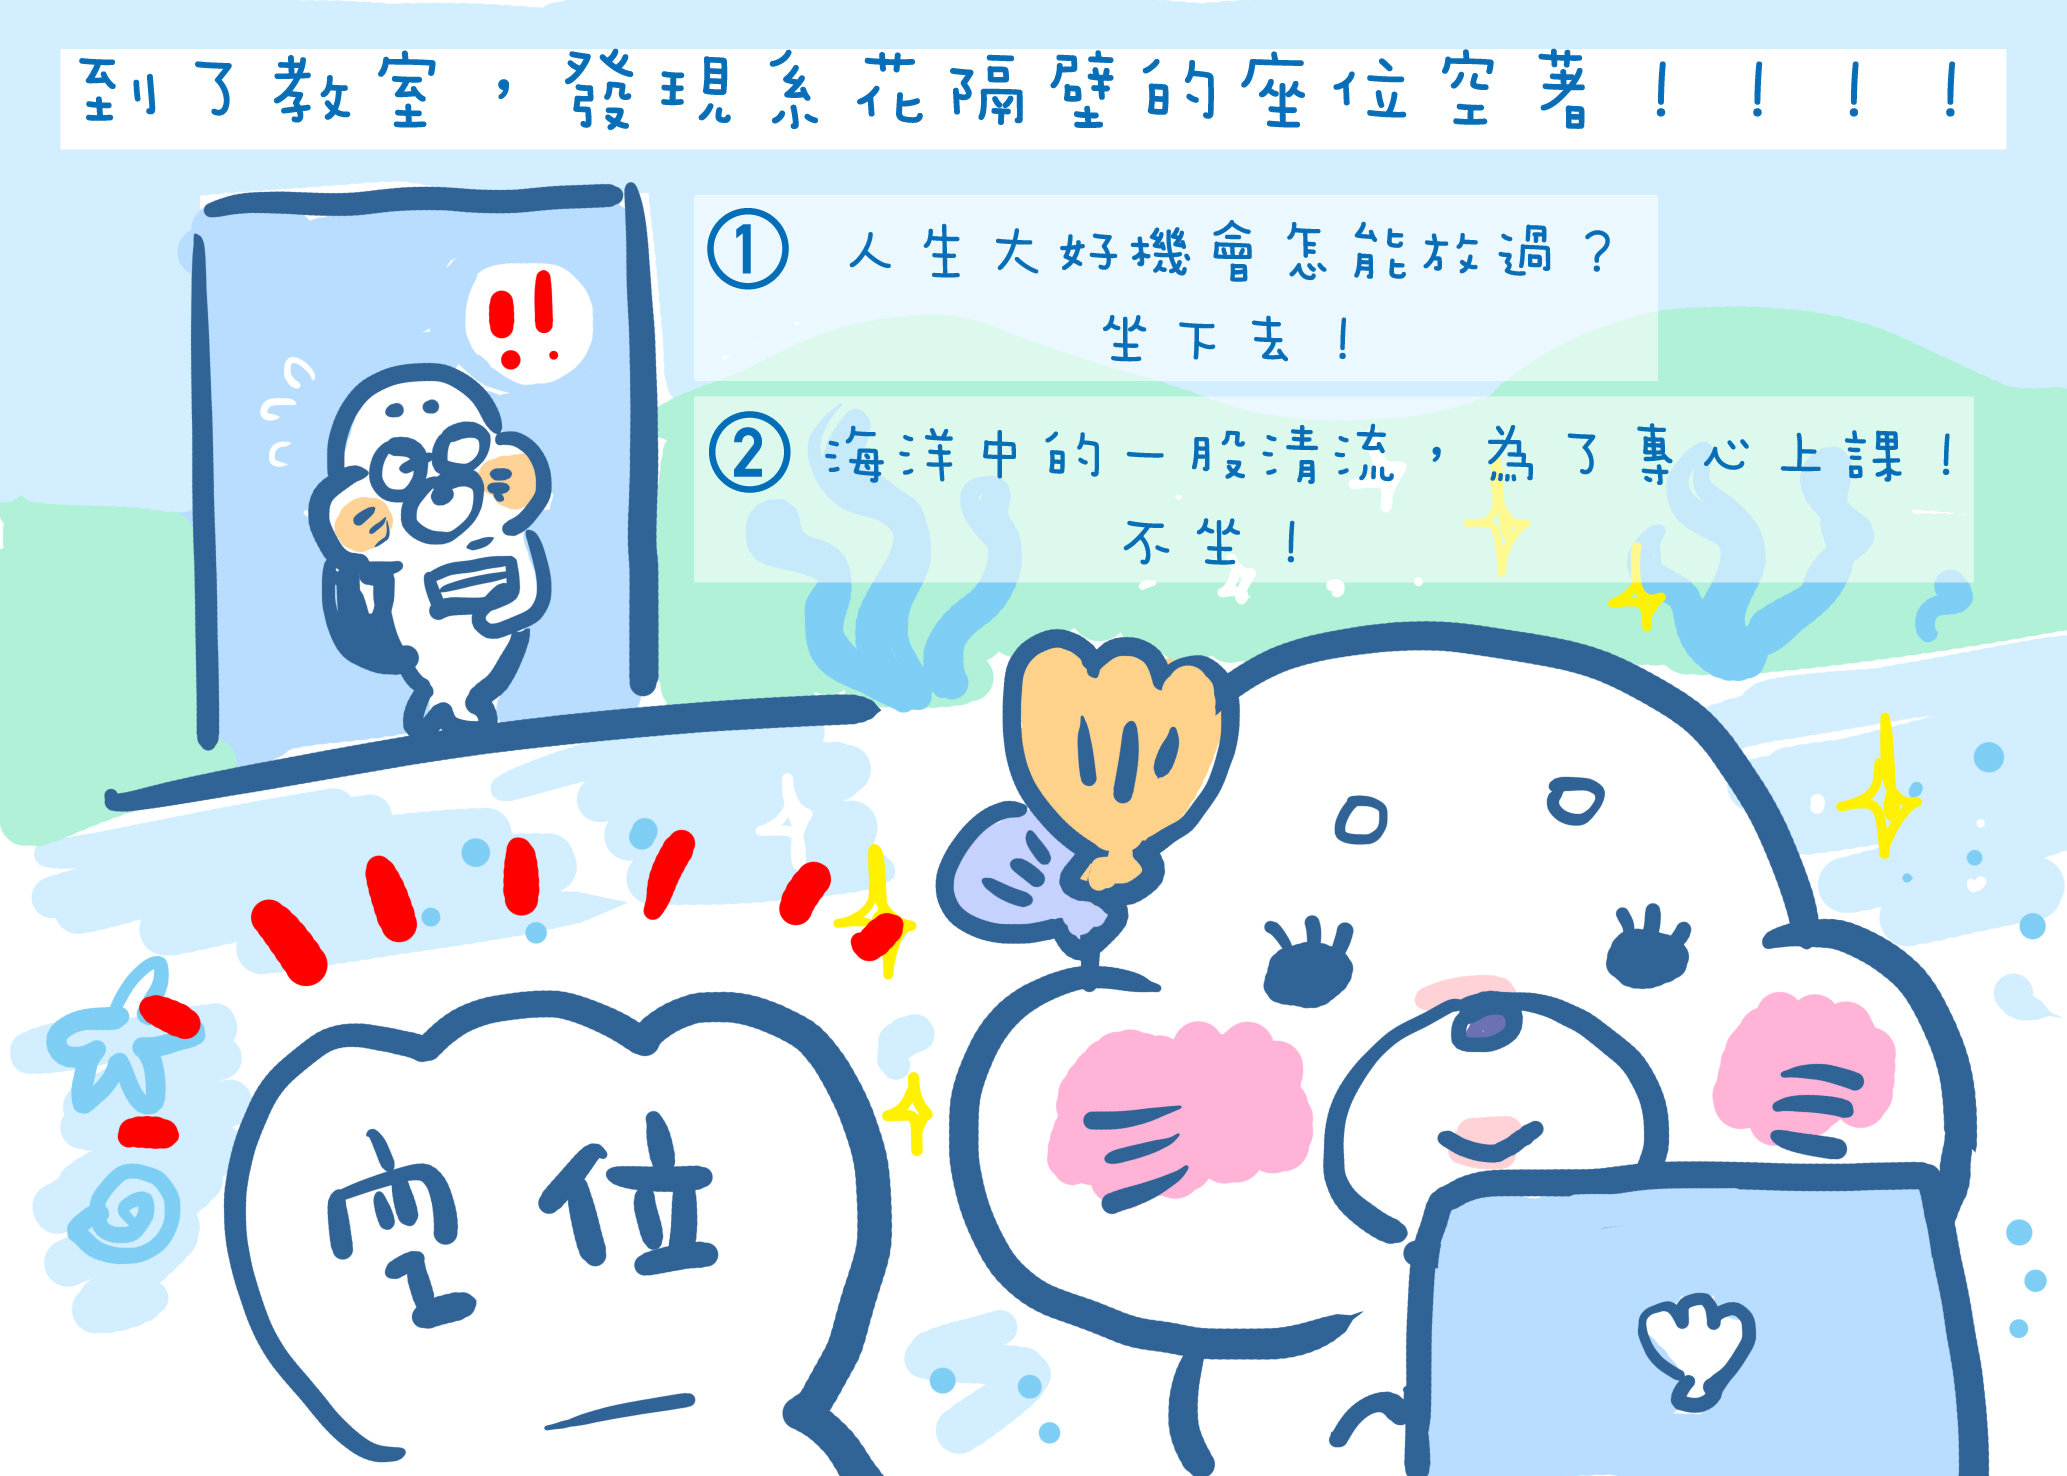 到了教室，發現系花隔壁的座位空著！！！！
① 人生大好機會怎能放過？
坐下去！
② 海洋中的一股清流，為了專心上課！
不坐！
!!
空位